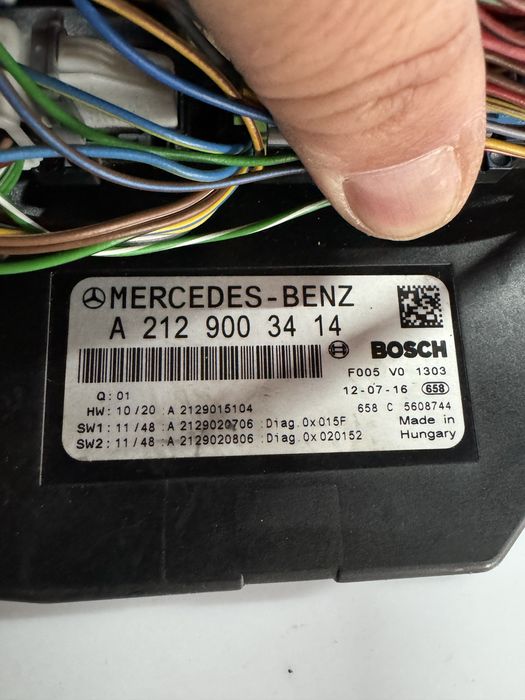 MERCEDES-BENZ
A 212 900 34 14
BOSCH
F005 V0 1303
Q: 01
12-07-16 658
HW: 10/20 : A 2129015104
658 C 5608744
SW1: 11/48 : A 2129020706 :Diag.0x015F
Made in
SW2: 11/48 : A 2129020806 :Diag.0x020152
Hungary